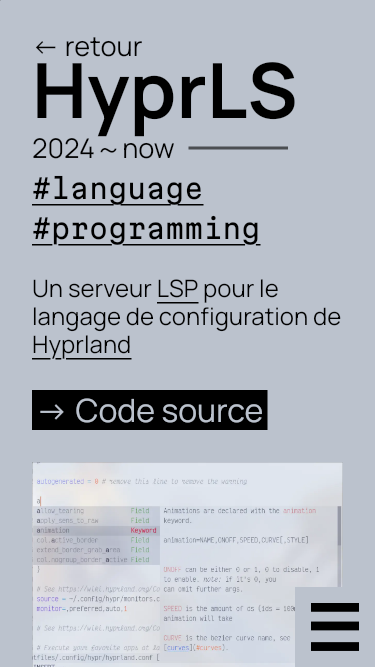 ← retour
HyprLS
2024 ~ now
#language
#programming
Un serveur LSP pour le
langage de configuration de
Hyprland
→ Code source
autogenerated = 0 # remove this line to remove the warning
a
allow_tearing Field
apply_sens_to_raw Field
animation Keyword
col.active_border Field
extend_border_grab_area Field
col.nogroup_border_active Field
Animations are declared with the animation
keyword.
animation=NAME,ONOFF,SPEED,CURVE[,STYLE]
ONOFF can be either 0 or 1, 0 to disable, 1
to enable. note: if it's 0, you
can omit further args.
SPEED is the amount of ds (1ds = 100m
animation will take
CURVE is the bezier curve name, see
[curves](#curves).
}
# See https://wiki.hyprland.org/Co
source = ~/.config/hypr/monitors.c
monitor=,preferred,auto,1
# See https://wiki.hyprland.org/Co
# Execute your favorite apps at la
tfiles/.config/hypr/hyprland.conf [